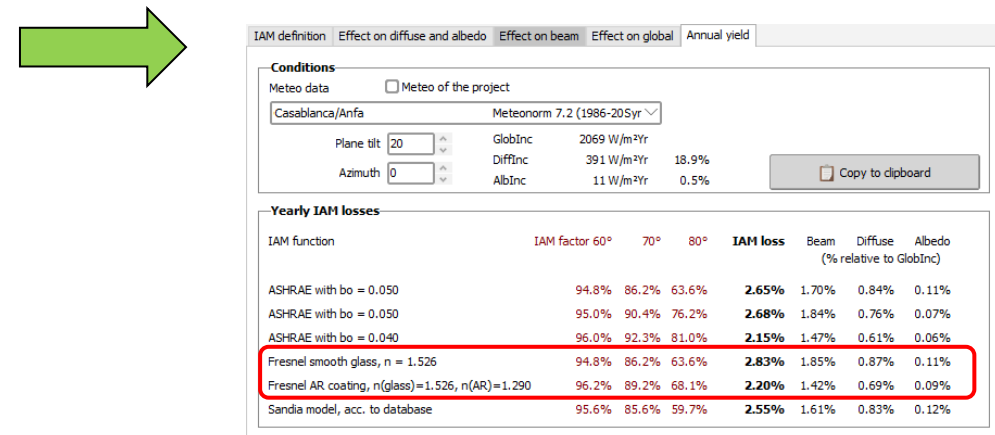 IAM definition Effect on diffuse and albedo Effect on beam Effect on global Annual yield
Conditions
Meteo data Meteo of the project
Casablanca/Anfa Meteonorm 7.2 (1986-20Syr
Plane tilt 20 GlobInc 2069 W/m²Yr
DiffInc 391 W/m²Yr 18.9%
Azimuth 0 AlbInc 11 W/m²Yr 0.5%
Copy to clipboard
Yearly IAM losses
IAM function IAM factor 60° 70° 80° IAM loss Beam Diffuse Albedo
(% relative to GlobInc)
ASHRAE with bo = 0.050 94.8% 86.2% 63.6% 2.65% 1.70% 0.84% 0.11%
ASHRAE with bo = 0.050 95.0% 90.4% 76.2% 2.68% 1.84% 0.76% 0.07%
ASHRAE with bo = 0.040 96.0% 92.3% 81.0% 2.15% 1.47% 0.61% 0.06%
Fresnel smooth glass, n = 1.526 94.8% 86.2% 63.6% 2.83% 1.85% 0.87% 0.11%
Fresnel AR coating, n(glass)=1.526, n(AR)=1.290 96.2% 89.2% 68.1% 2.20% 1.42% 0.69% 0.09%
Sandia model, acc. to database 95.6% 85.6% 59.7% 2.55% 1.61% 0.83% 0.12%